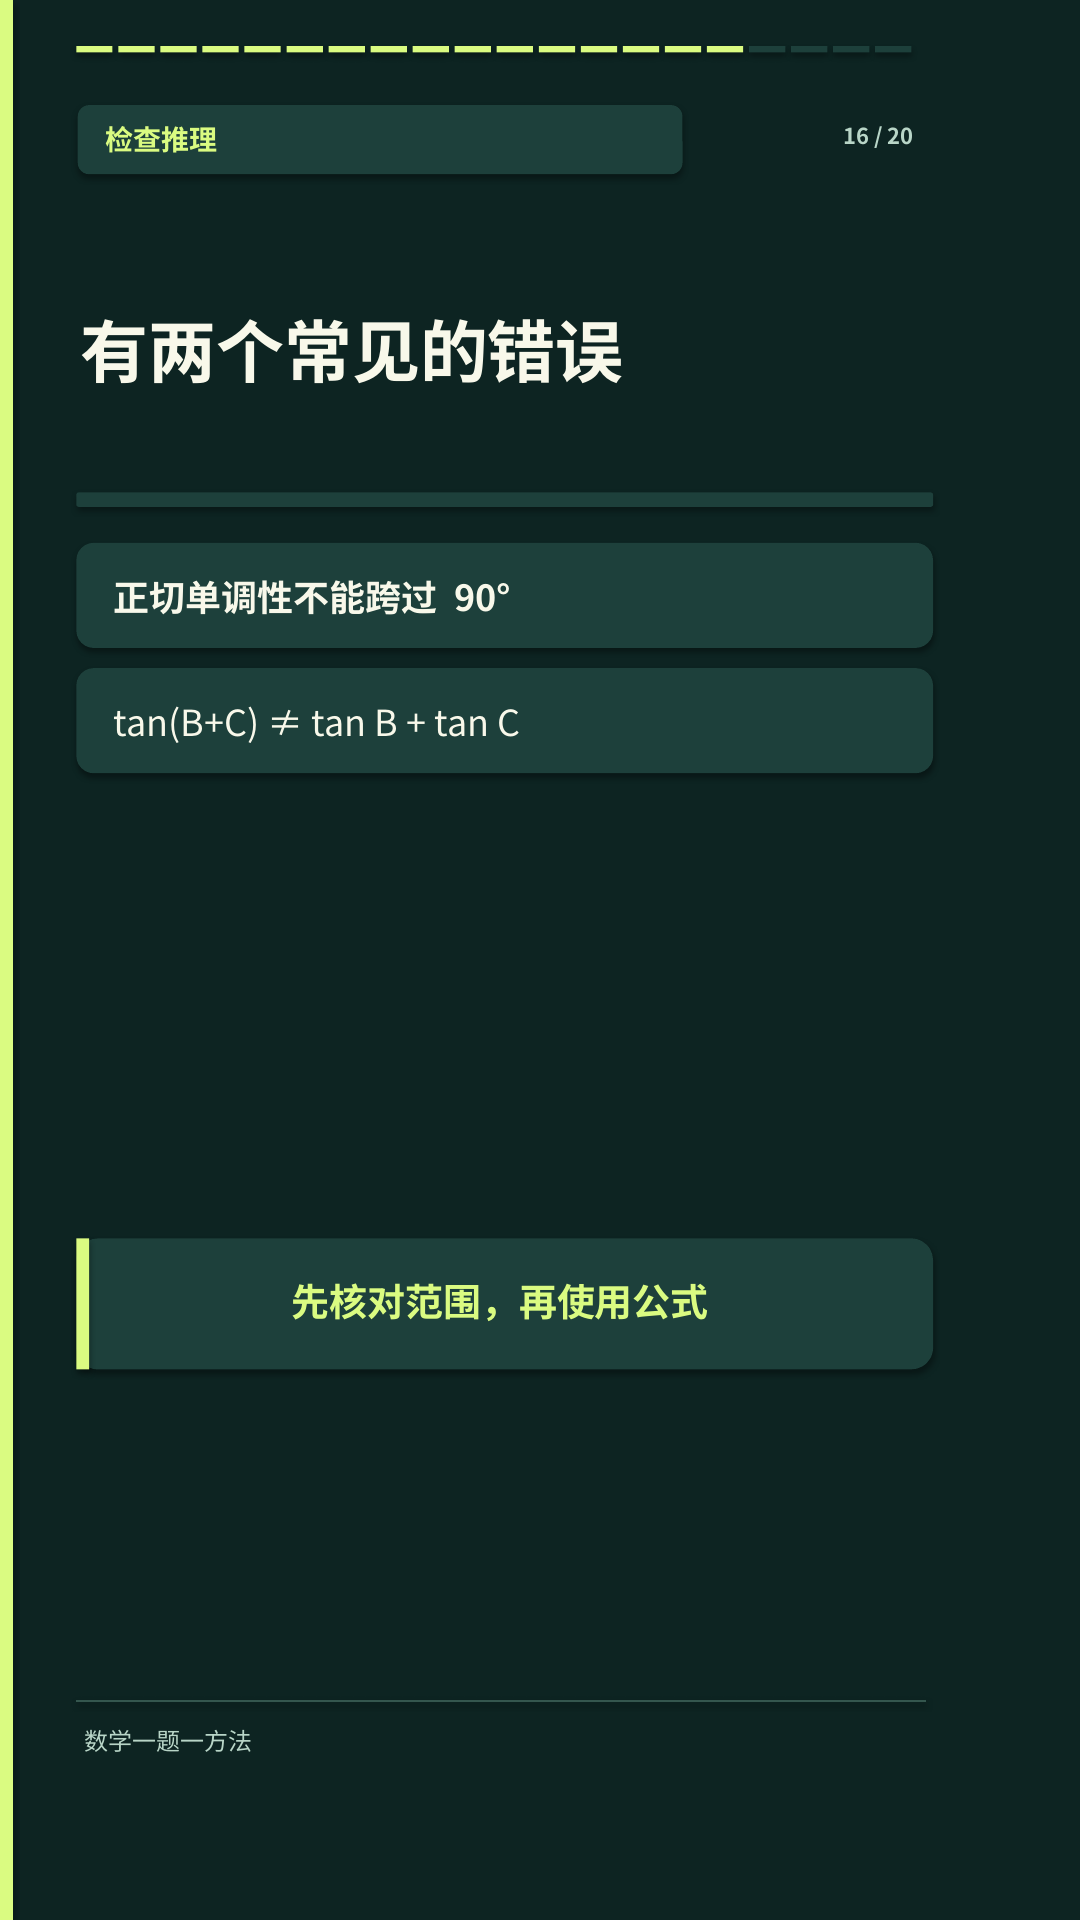 检查推理
16 / 20
有两个常见的错误
正切单调性不能跨过 90°
tan(B+C) ≠ tan B + tan C
先核对范围，再使用公式
数学一题一方法